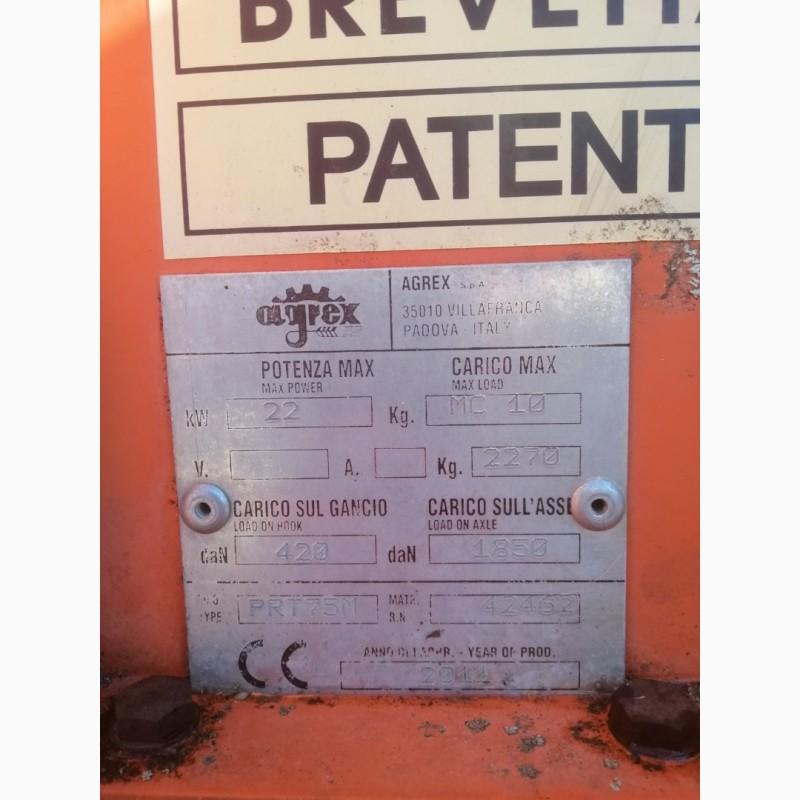 BREVETTA
PATENT
agrex
AGREX S.p.A.
35010 VILLAFRANCA
PADOVA - ITALY
POTENZA MAX
MAX POWER
CARICO MAX
MAX LOAD
kW 22 Kg. MC 10
V. A. Kg. 2270
CARICO SUL GANCIO
LOAD ON HOOK
CARICO SULL'ASSE
LOAD ON AXLE
daN 420 daN 1850
TYPE PRT75M MATR. 42462
ANNO DI FABBR. - YEAR OF PROD.
CE